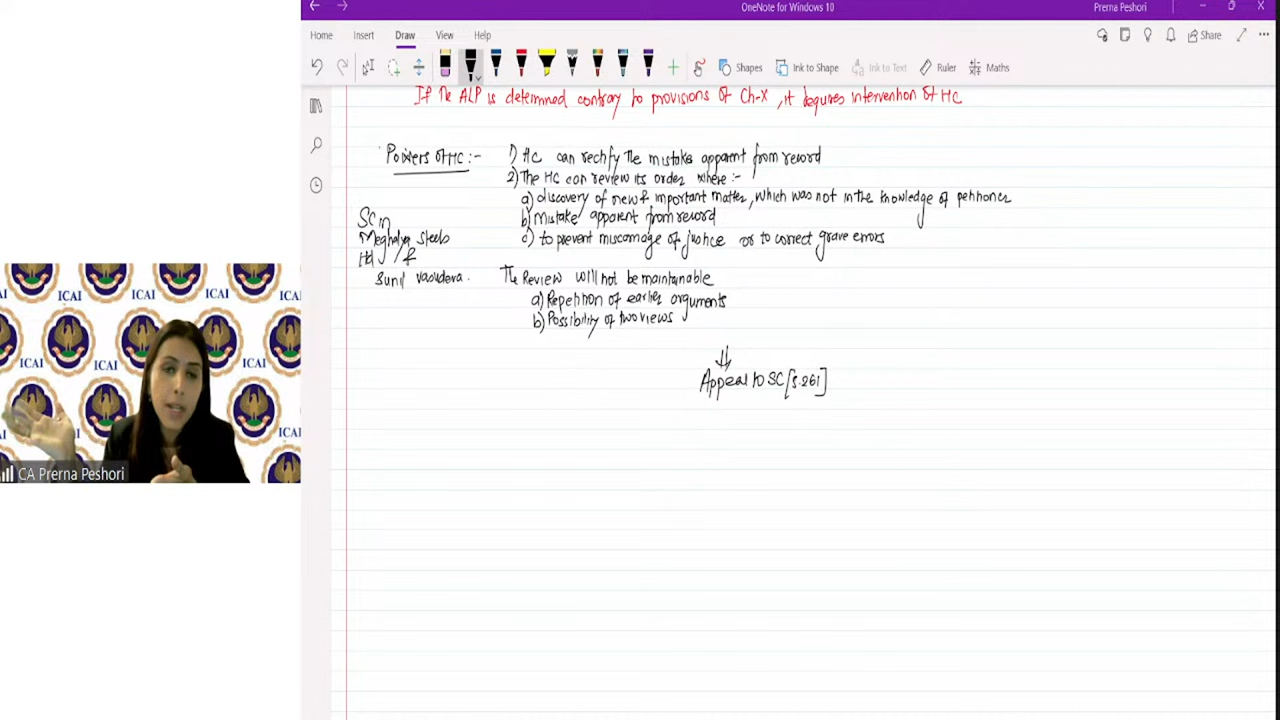 OneNote for Windows 10
Prerna Peshori
Home Insert Draw View Help
Share
Shapes Ink to Shape Ink to Text Ruler Maths
If the ALP is determined contrary to provisions of Ch-X, it requires intervention of HC
Powers of HC :-
1) HC can rectify the mistake apparent from record
2) The HC can review its order where :-
a) discovery of new & important matter, which was not in the knowledge of petitioner
b) mistake apparent from record
c) to prevent miscarriage of justice or to correct grave errors
SC in
Meghalya Steels
ltd /
Sunil Vasudeva.
The Review will not be maintainable
a) Repetition of earlier arguments
b) Possibility of two views
Appeal to SC [S.261]
ICAI ICAI ICAI
ICAI
ICAI
CA Prerna Peshori